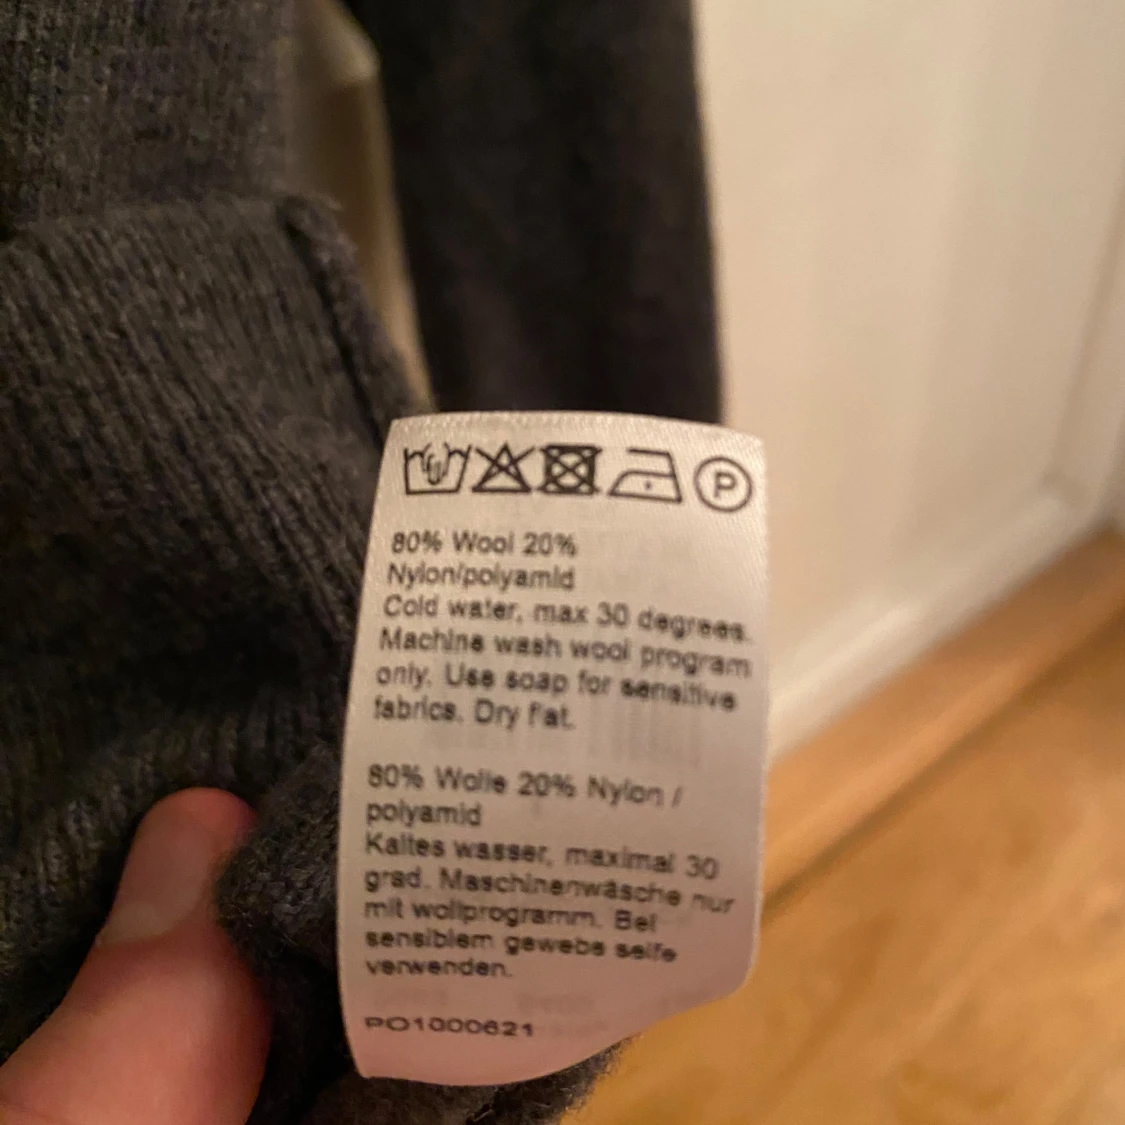 P
80% Wool 20%
Nylon/polyamid
Cold water, max 30 degrees.
Machine wash wool program
only. Use soap for sensitive
fabrics. Dry flat.
80% Wolle 20% Nylon /
polyamid
Kaltes wasser, maximal 30
grad. Maschinenwäsche nur
mit wollprogramm. Bei
sensiblem gewebe seife
verwenden.
PO1000621